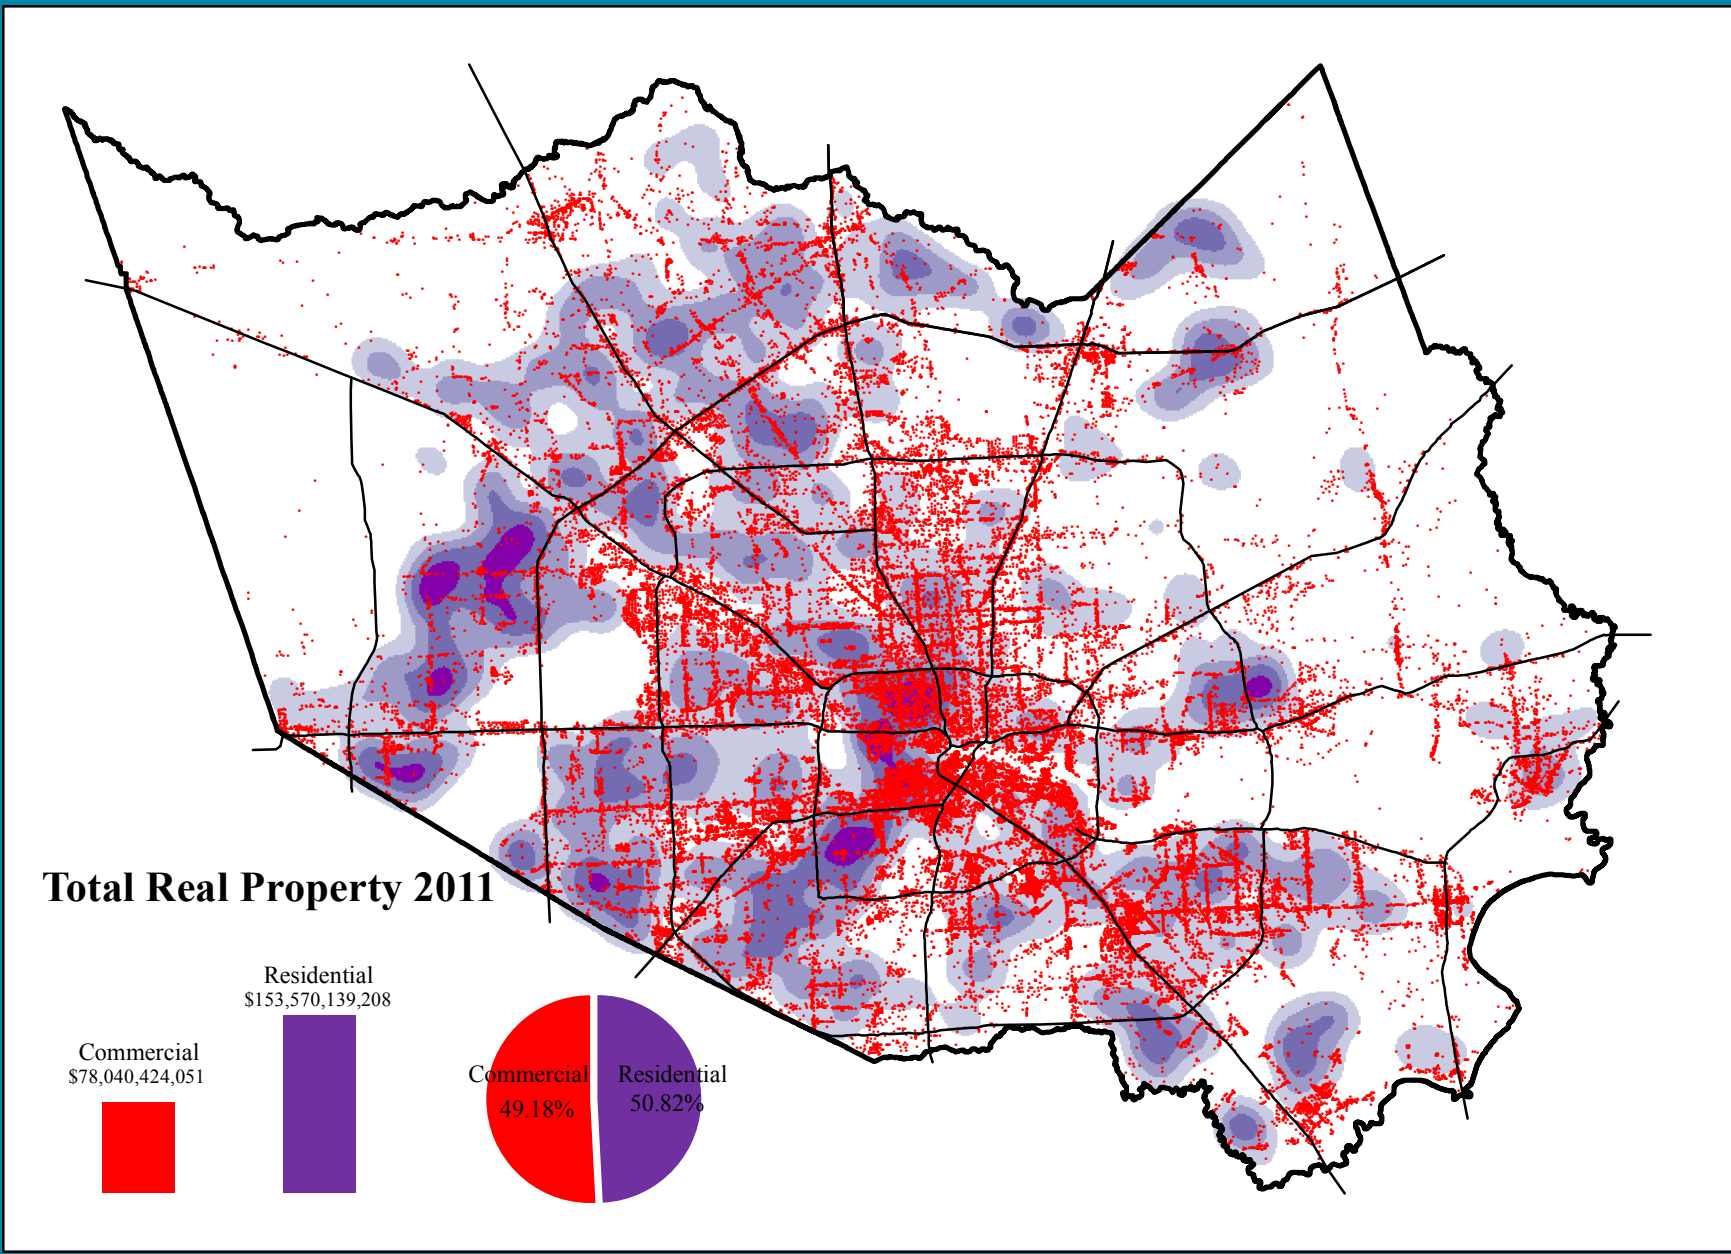 Total Real Property 2011
Residential
$153,570,139,208
Commercial
$78,040,424,051
Commercial
49.18%
Residential
50.82%